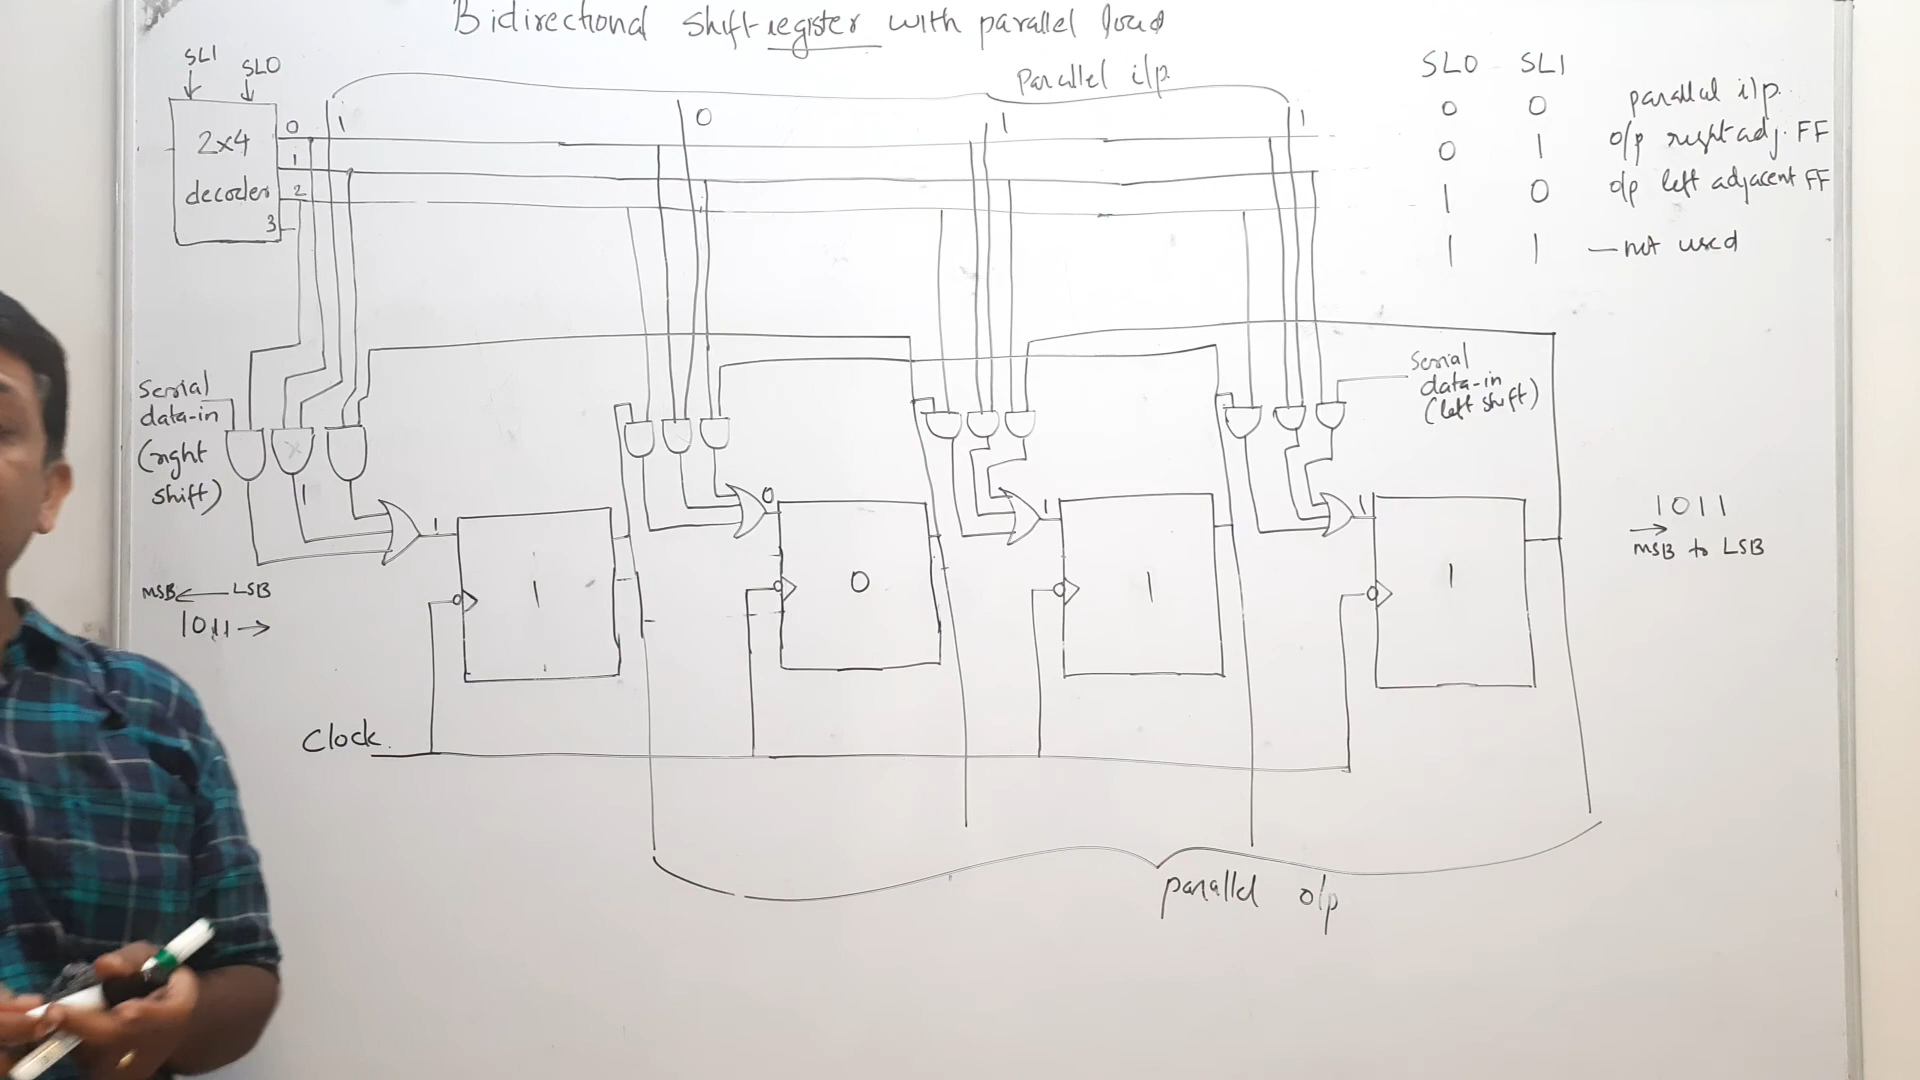 Bidirectional shift register with parallel load
SL1
SL0
2x4
decoder
0
1
2
3
1
0
1
1
Parallel i/p
SL0 SL1
0 0 parallel i/p.
0 1 o/p right adj. FF
1 0 o/p left adjacent FF
1 1 — not used
Serial
data-in
(right
shift)
Serial
data-in
(left shift)
x
1
1
0
1
1
1
0
1
1
1011
MSB to LSB
MSB ← LSB
1011 →
Clock
parallel o/p